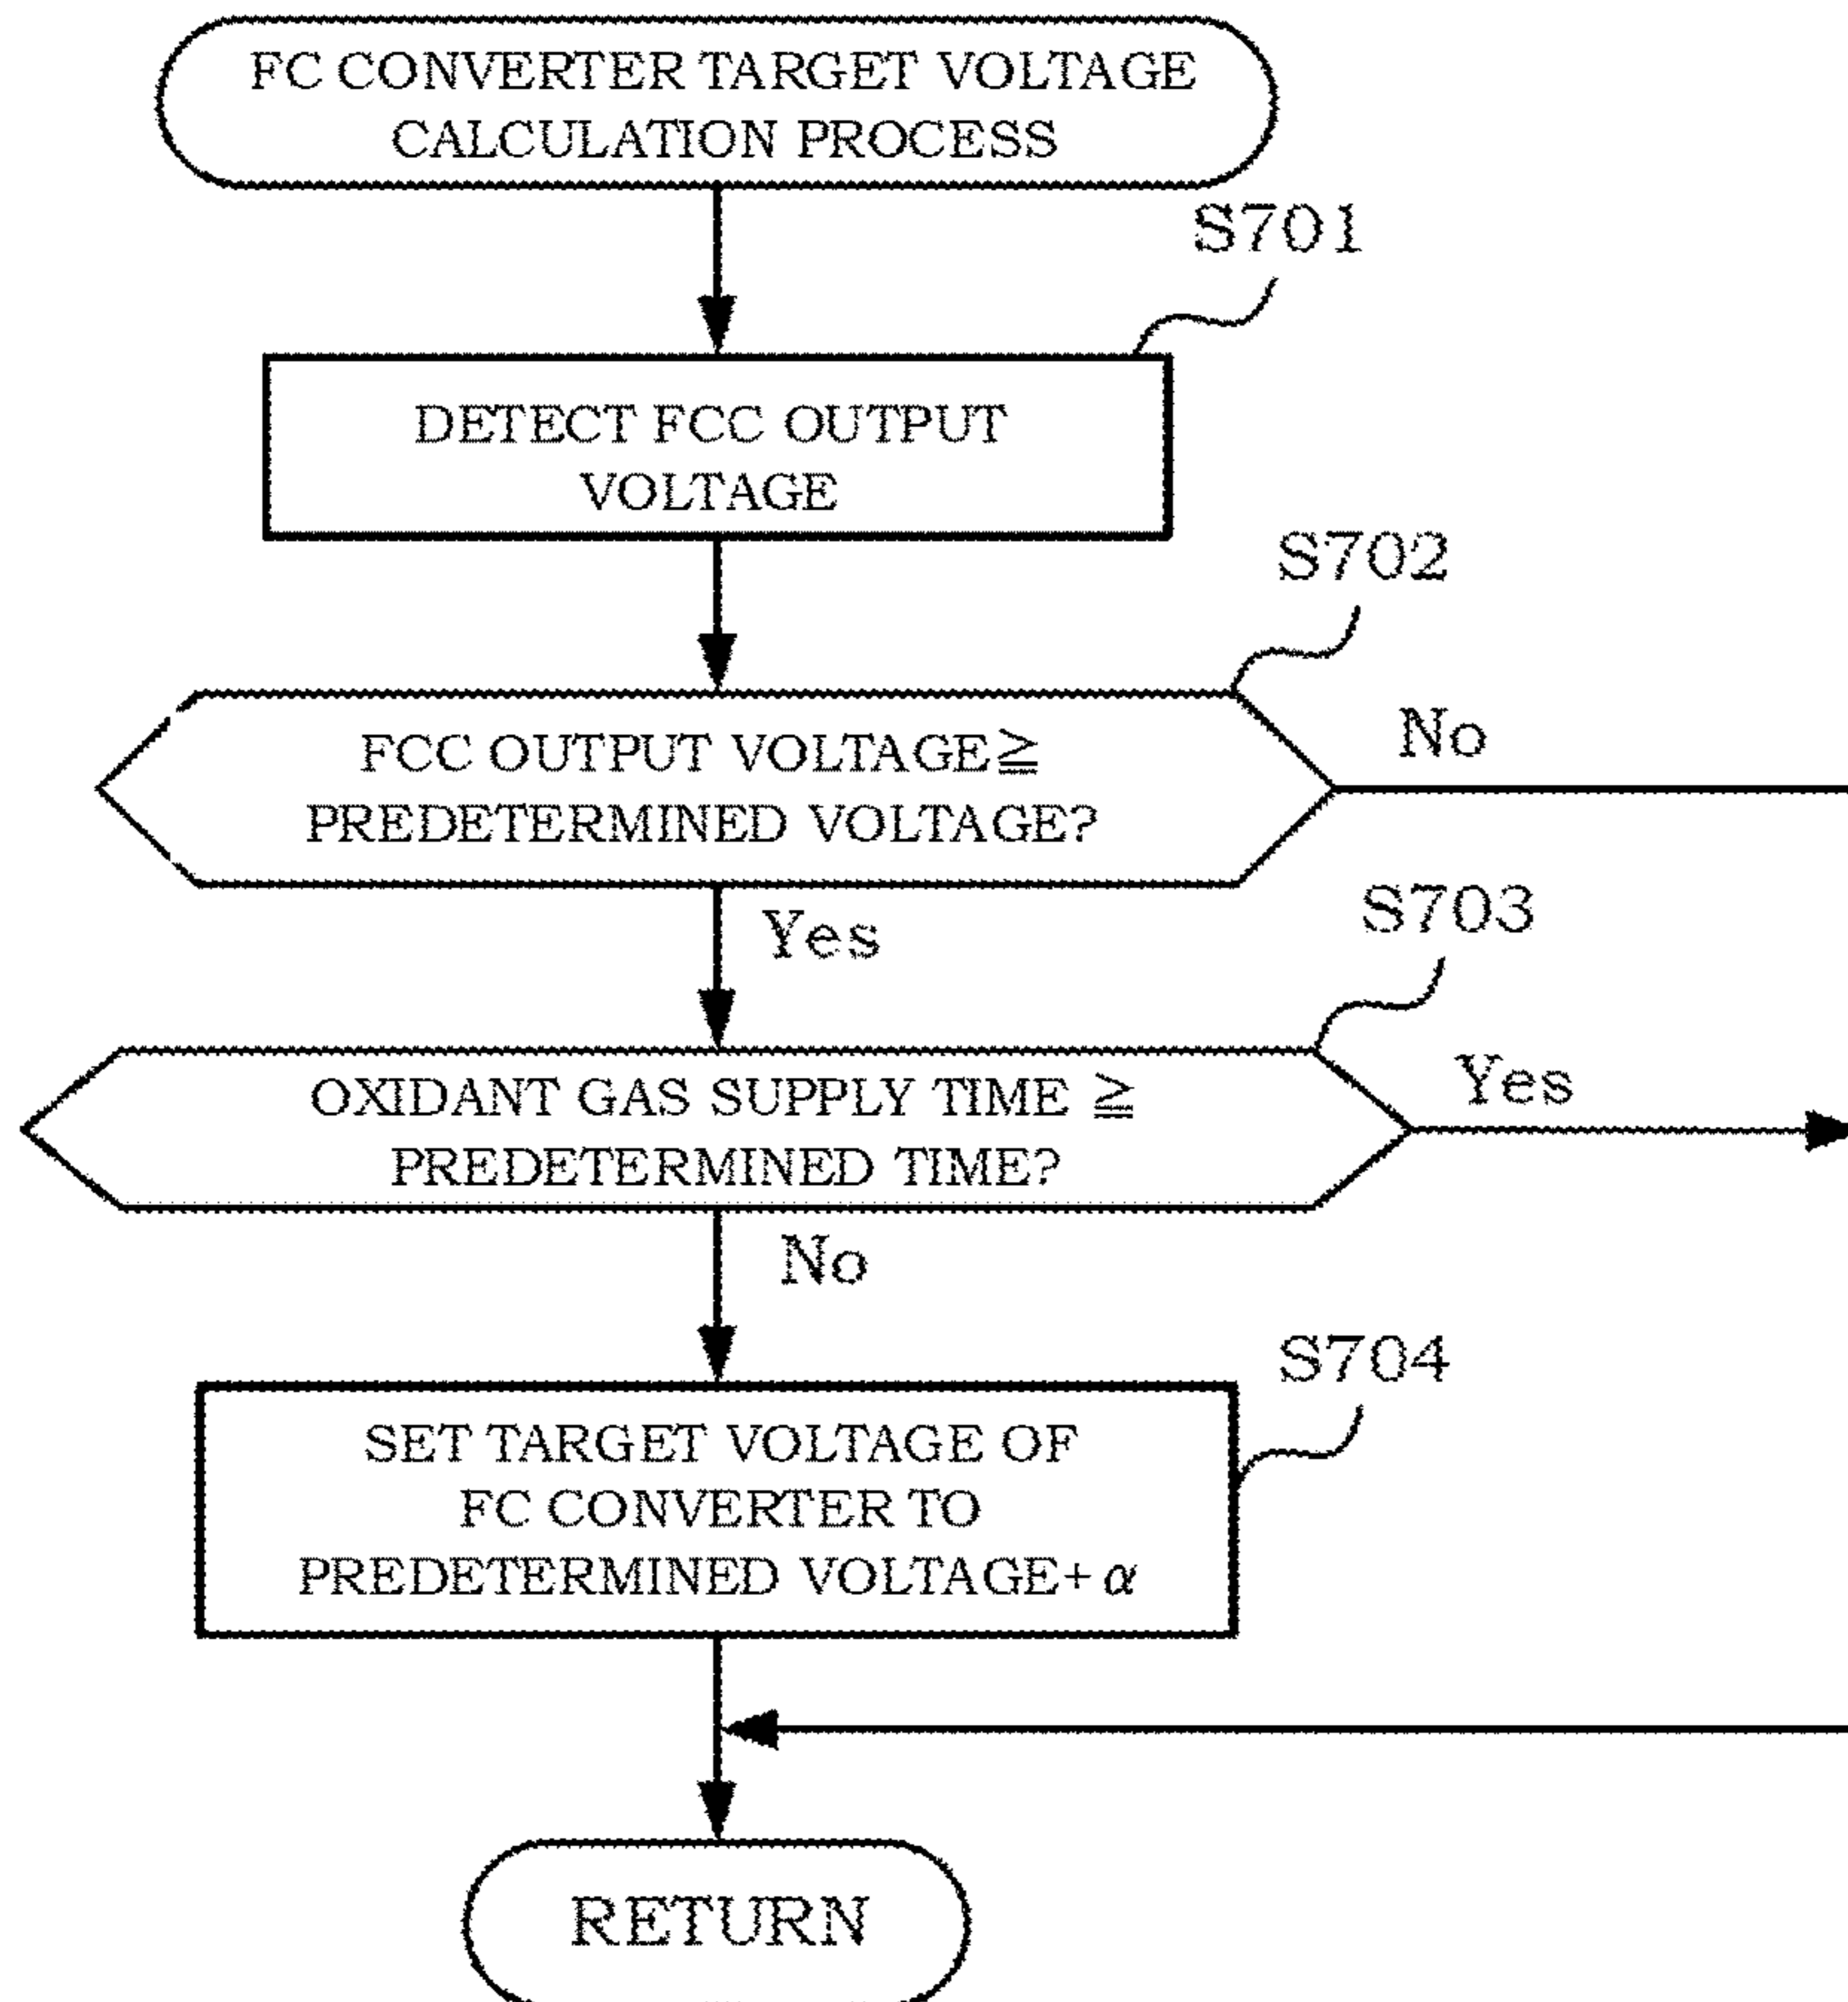 FC CONVERTER TARGET VOLTAGE
CALCULATION PROCESS
S701
DETECT FCC OUTPUT
VOLTAGE
S702
FCC OUTPUT VOLTAGE≧
PREDETERMINED VOLTAGE?
No
Yes
S703
OXIDANT GAS SUPPLY TIME ≧
PREDETERMINED TIME?
Yes
No
S704
SET TARGET VOLTAGE OF
FC CONVERTER TO
PREDETERMINED VOLTAGE+α
RETURN